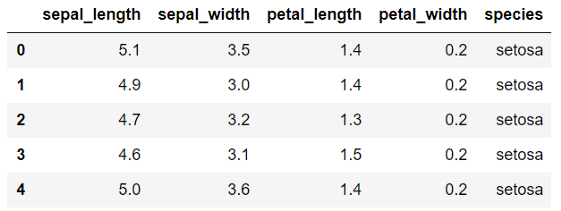 sepal_length sepal_width petal_length petal_width species
0 5.1 3.5 1.4 0.2 setosa
1 4.9 3.0 1.4 0.2 setosa
2 4.7 3.2 1.3 0.2 setosa
3 4.6 3.1 1.5 0.2 setosa
4 5.0 3.6 1.4 0.2 setosa